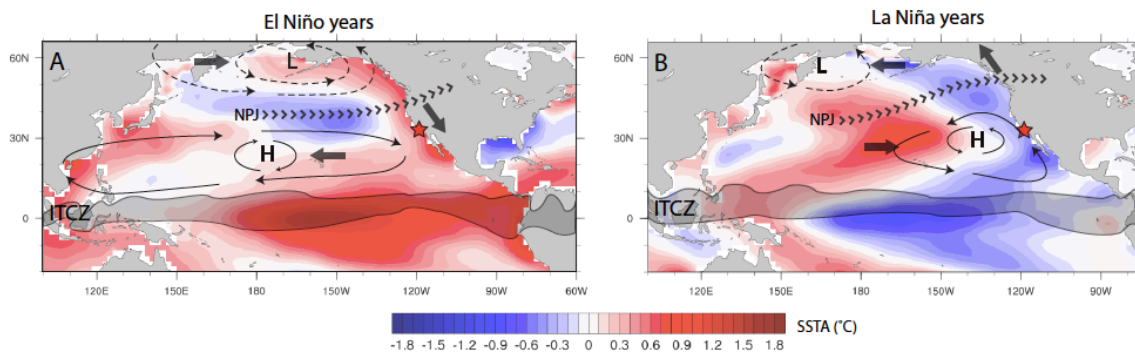 El Niño years
La Niña years
A
L
NPJ
H
ITCZ
60N
30N
0
120E
150E
180
150W
120W
90W
60W
B
L
NPJ
H
ITCZ
60N
30N
0
120E
150E
180
150W
120W
90W
-1.8 -1.5 -1.2 -0.9 -0.6 -0.3 0 0.3 0.6 0.9 1.2 1.5 1.8 SSTA (˚C)